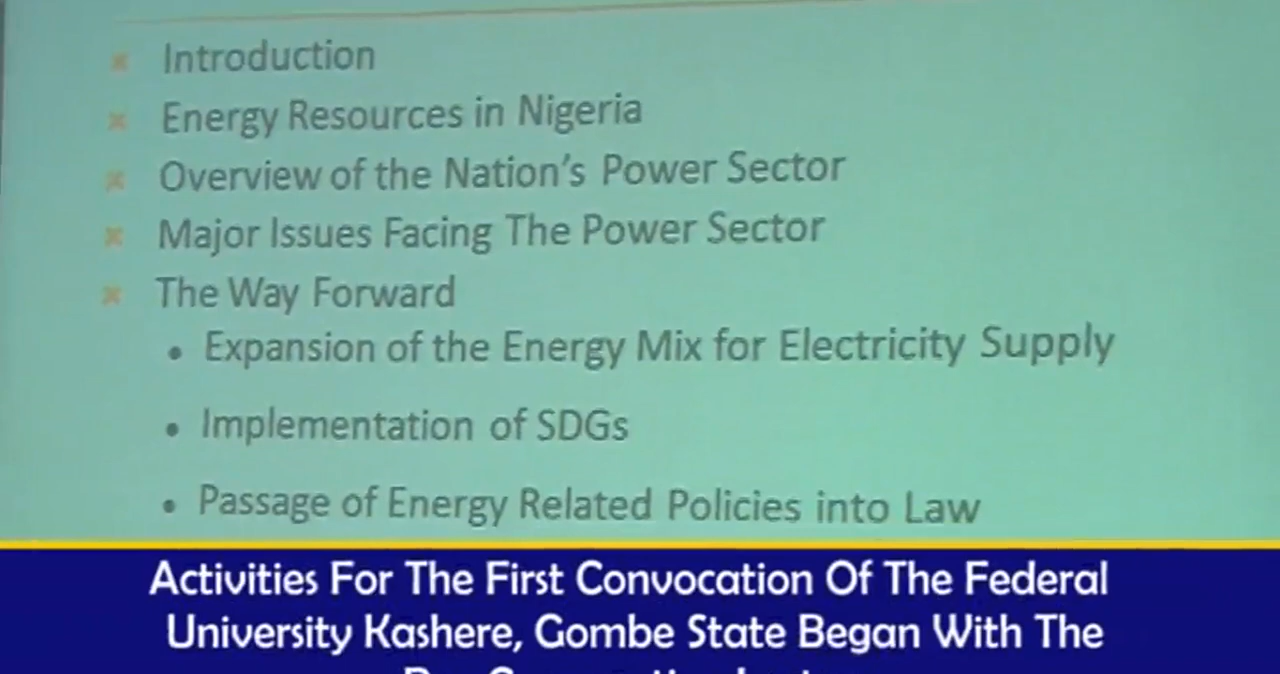 Introduction
Energy Resources in Nigeria
Overview of the Nation's Power Sector
Major Issues Facing The Power Sector
The Way Forward
• Expansion of the Energy Mix for Electricity Supply
• Implementation of SDGs
• Passage of Energy Related Policies into Law
Activities For The First Convocation Of The Federal
University Kashere, Gombe State Began With The